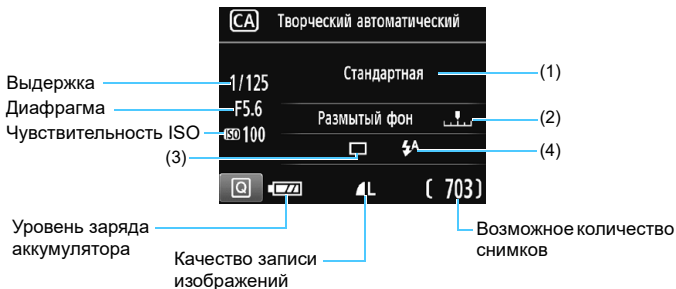 CA Творческий автоматический
Стандартная
(1)
Выдержка
1/125
Диафрагма
F5.6
Размытый фон
(2)
Чувствительность ISO
ISO 100
(3)
A
(4)
Q
L
( 703)
Уровень заряда
аккумулятора
Качество записи
изображений
Возможное количество
снимков